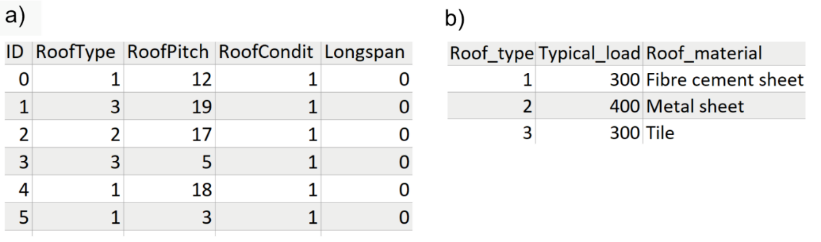 a)
ID RoofType RoofPitch RoofCondit Longspan
0 1 12 1 0
1 3 19 1 0
2 2 17 1 0
3 3 5 1 0
4 1 18 1 0
5 1 3 1 0
b)
Roof_type Typical_load Roof_material
1 300 Fibre cement sheet
2 400 Metal sheet
3 300 Tile